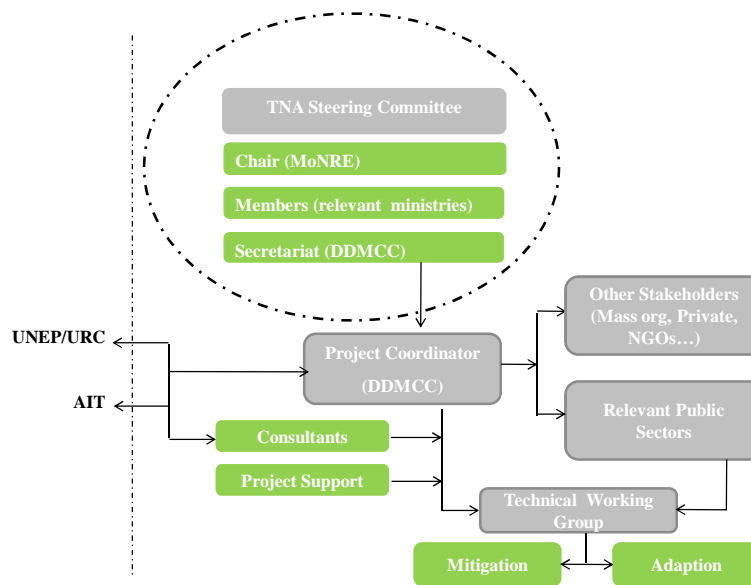 TNA Steering Committee
Chair (MoNRE)
Members (relevant ministries)
Secretariat (DDMCC)
Other Stakeholders
(Mass org, Private,
NGOs…)
UNEP/URC
Project Coordinator
(DDMCC)
AIT
Relevant Public
Sectors
Consultants
Project Support
Technical Working
Group
Mitigation
Adaption